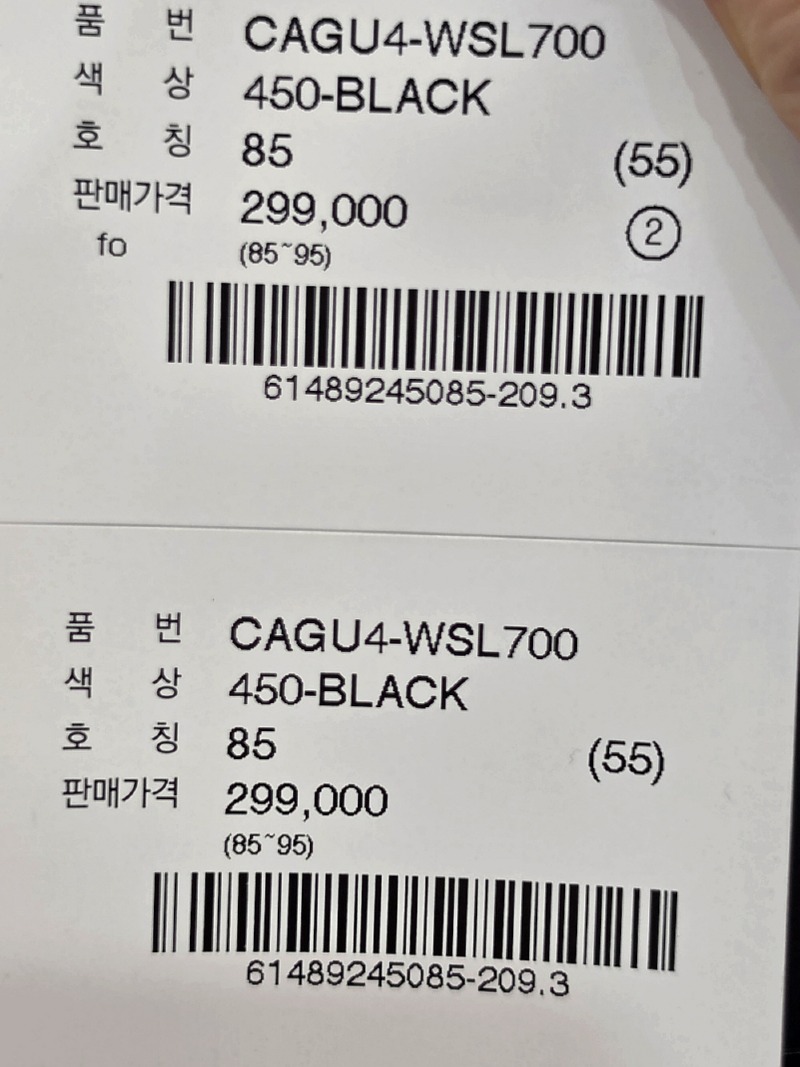 품 번 CAGU4-WSL700
색 상 450-BLACK
호 칭 85 (55)
판매가격 299,000 ②
fo (85~95)
61489245085-209.3
품 번 CAGU4-WSL700
색 상 450-BLACK
호 칭 85 (55)
판매가격 299,000
(85~95)
61489245085-209.3